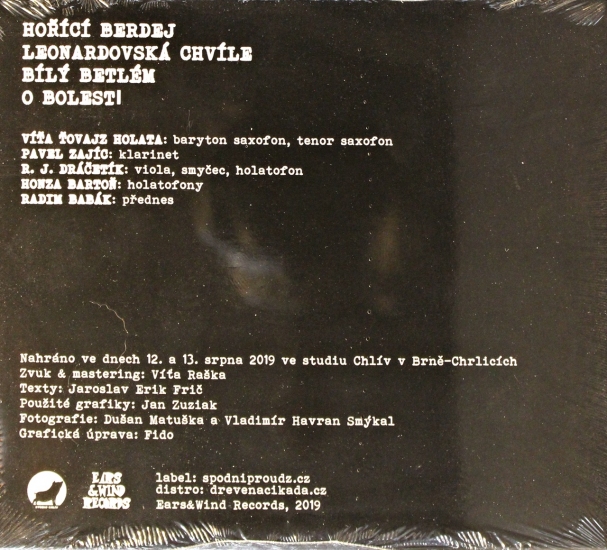 HOŘÍCÍ BERDEJ
LEONARDOVSKÁ CHVÍLE
BÍLÝ BETLÉM
O BOLESTI
VÍŤA ŤOVAJZ HOLATA: baryton saxofon, tenor saxofon
PAVEL ZAJÍC: klarinet
R. J. DRÁČETÍK: viola, smyčec, holatofon
HONZA BARTOŇ: holatofony
RADIM BABÁK: přednes
Nahráno ve dnech 12. a 13. srpna 2019 ve studiu Chlív v Brně-Chrlicích
Zvuk & mastering: Víťa Raška
Texty: Jaroslav Erik Frič
Použité grafiky: Jan Zuziak
Fotografie: Dušan Matuška a Vladimír Havran Smýkal
Grafická úprava: Fido
EARS
&WIND
RECORDS
label: spodniproudz.cz
distro: drevenacikada.cz
Ears&Wind Records, 2019